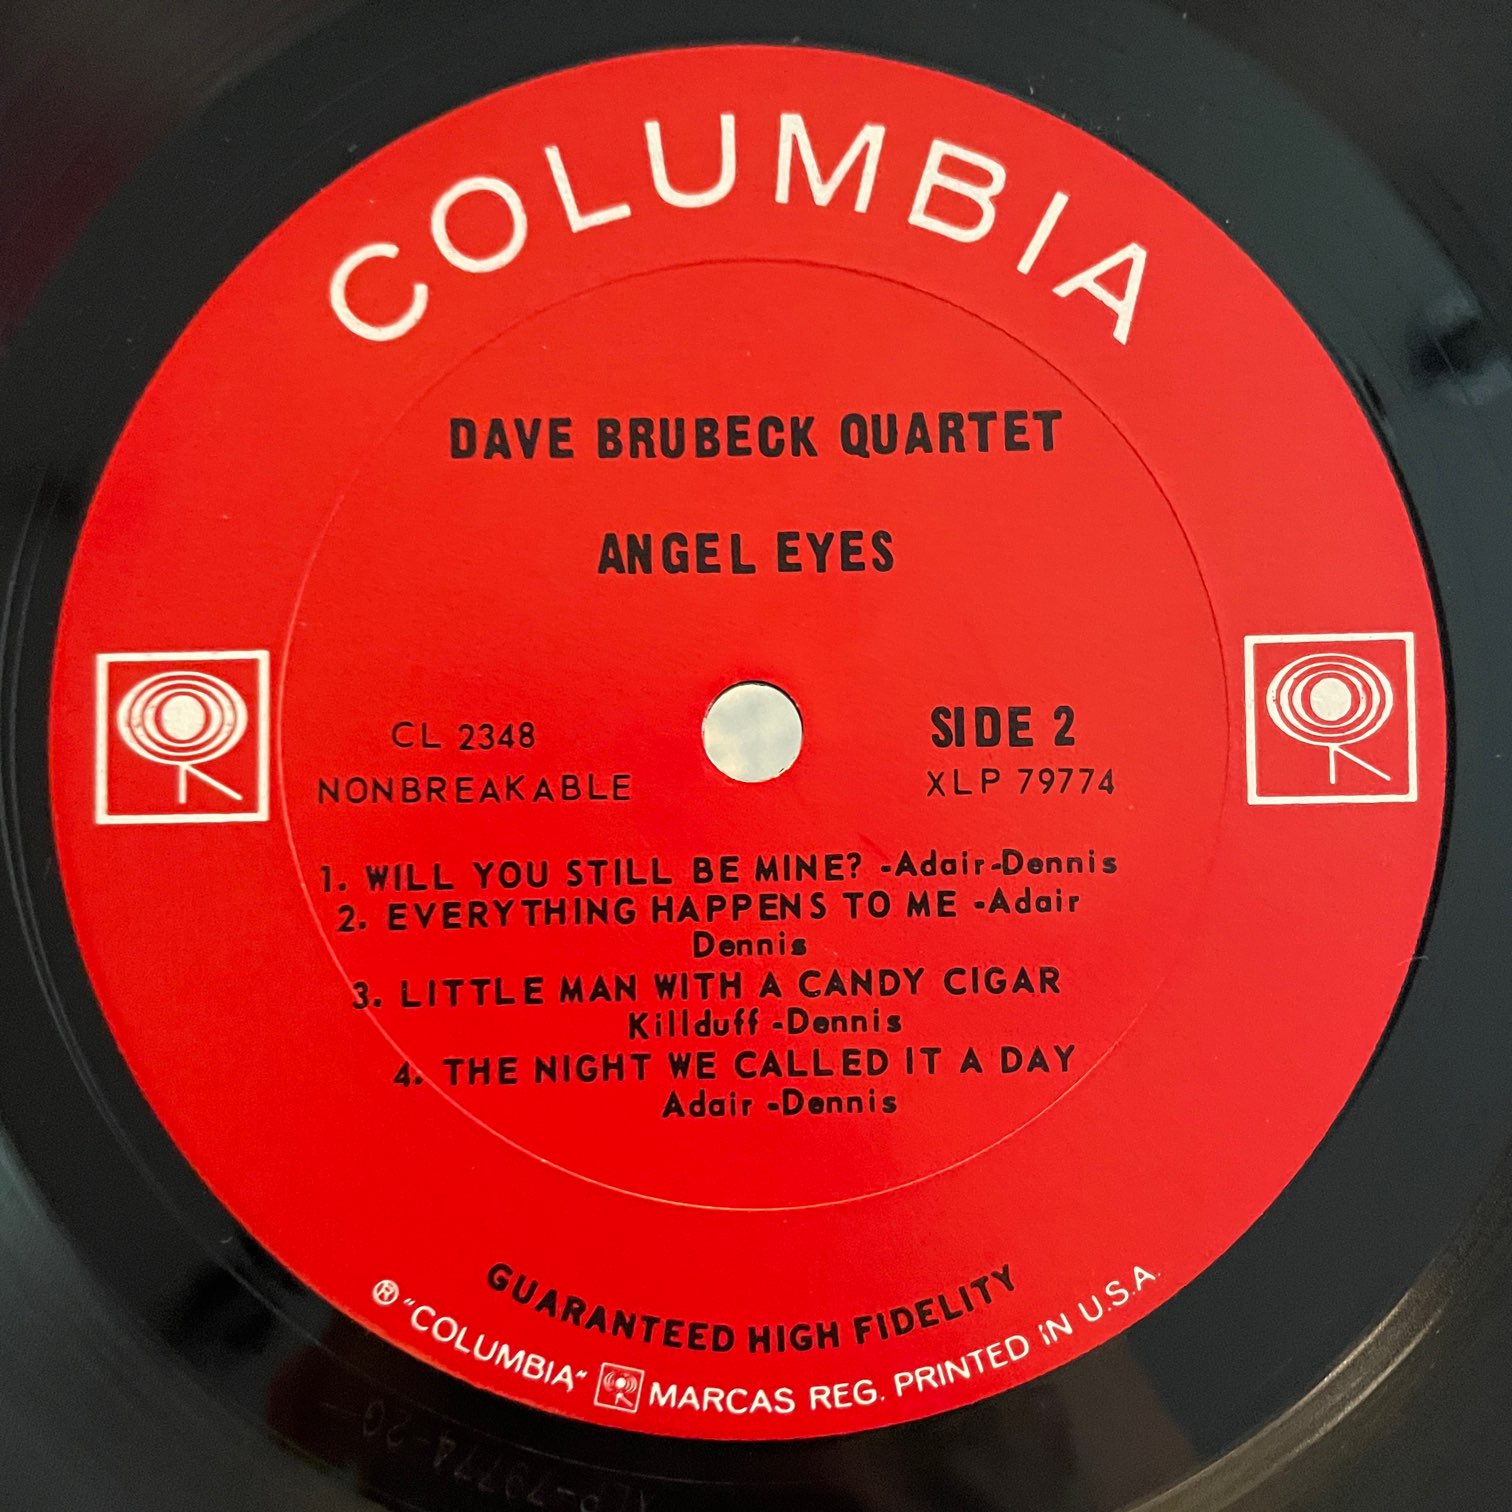 COLUMBIA
DAVE BRUBECK QUARTET
ANGEL EYES
CL 2348
NONBREAKABLE
SIDE 2
XLP 79774
1. WILL YOU STILL BE MINE? -Adair-Dennis
2. EVERYTHING HAPPENS TO ME -Adair
Dennis
3. LITTLE MAN WITH A CANDY CIGAR
Killduff -Dennis
4. THE NIGHT WE CALLED IT A DAY
Adair -Dennis
GUARANTEED HIGH FIDELITY
® "COLUMBIA" MARCAS REG. PRINTED IN U.S.A.